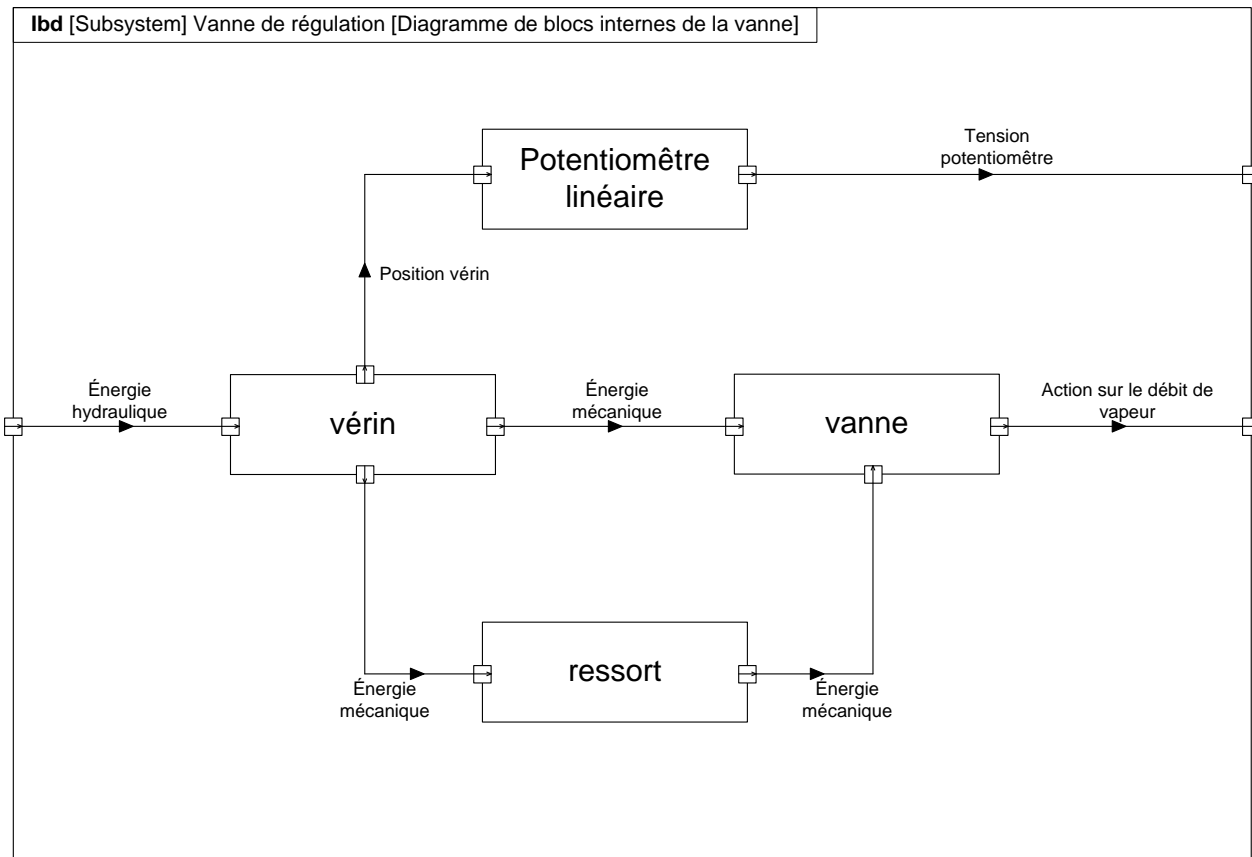 Ibd [Subsystem] Vanne de régulation [Diagramme de blocs internes de la vanne]
Potentiomêtre
linéaire
Tension
potentiomêtre
Position vérin
Énergie
hydraulique
vérin
Énergie
mécanique
vanne
Action sur le débit de
vapeur
Énergie
mécanique
ressort
Énergie
mécanique